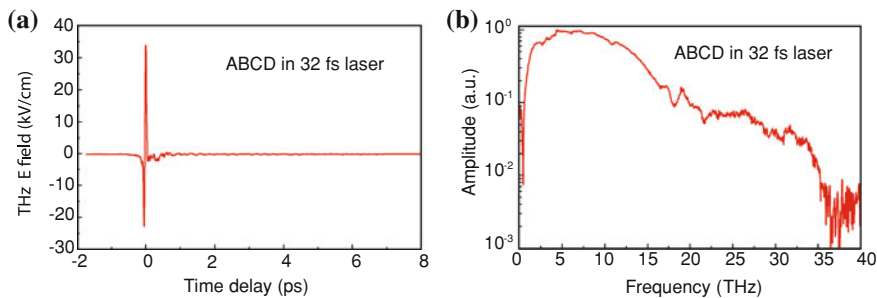 (a)
40
30
20
10
0
-10
-20
-30
THz E field (kV/cm)
ABCD in 32 fs laser
-2 0 2 4 6 8
Time delay (ps)
(b)
10^0
10^-1
10^-2
10^-3
Amplitude (a.u.)
ABCD in 32 fs laser
0 5 10 15 20 25 30 35 40
Frequency (THz)